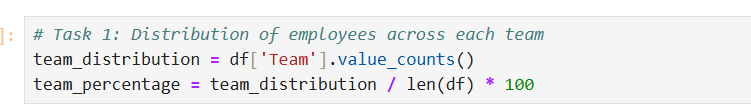 ]:
# Task 1: Distribution of employees across each team
team_distribution = df['Team'].value_counts()
team_percentage = team_distribution / len(df) * 100